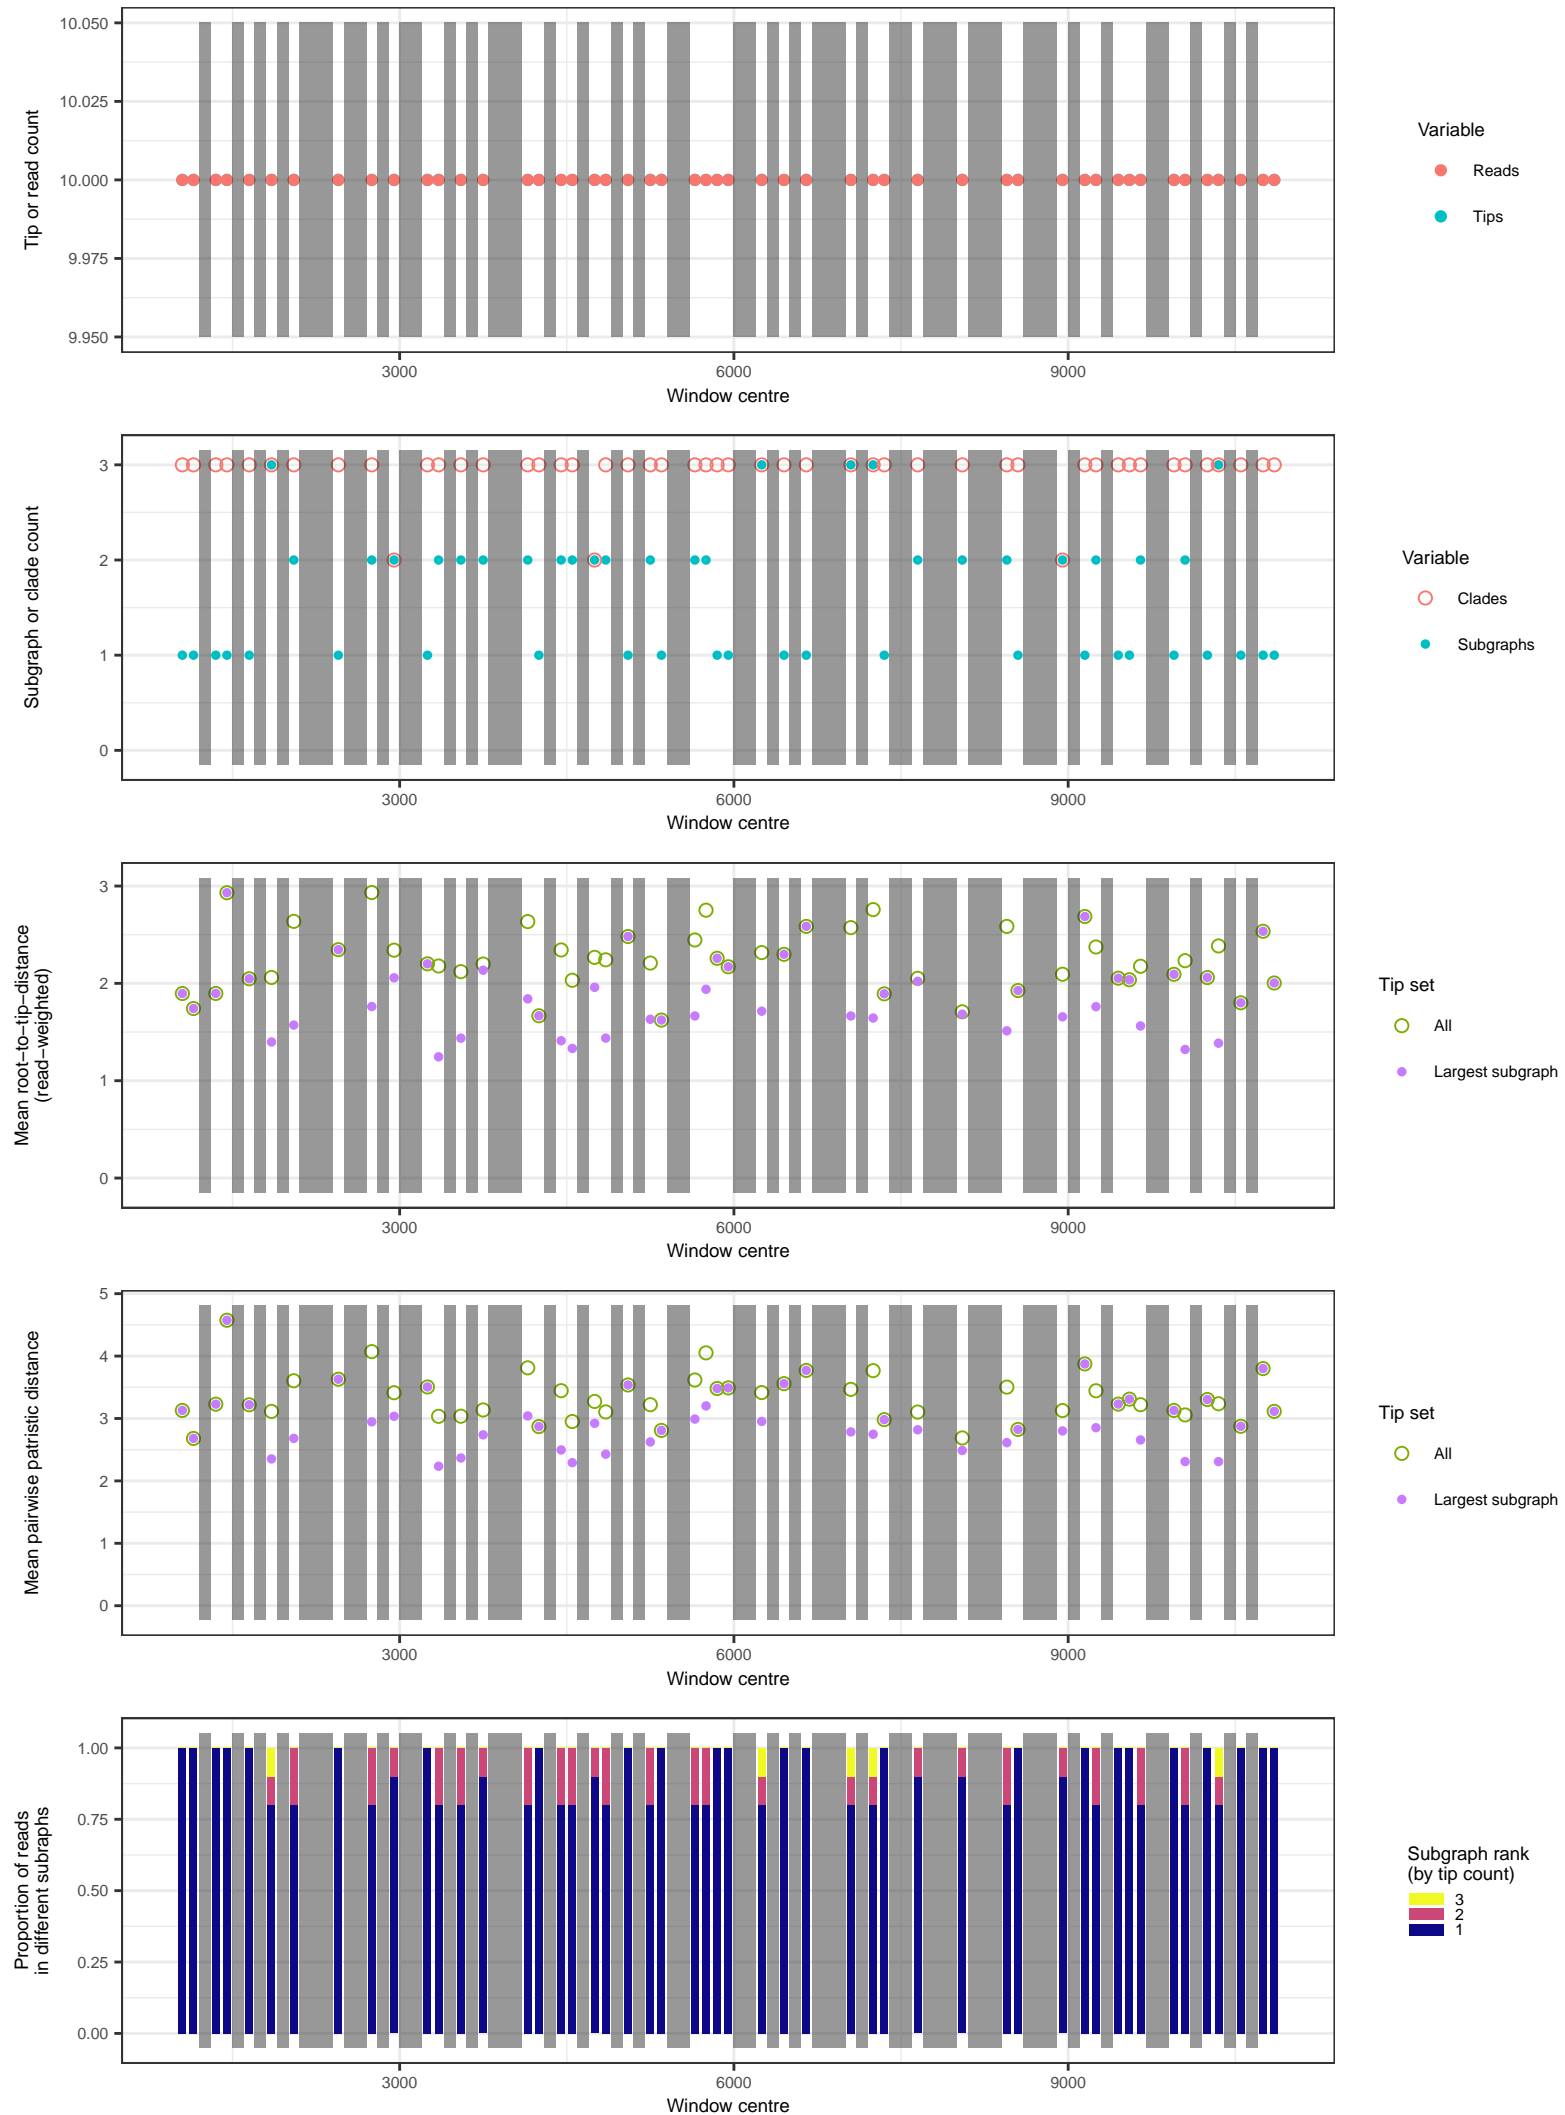 10.050
10.025
10.000
9.975
9.950
Tip or read count
3000
6000
9000
Window centre
Variable
Reads
Tips
3
2
1
0
Subgraph or clade count
3000
6000
9000
Window centre
Variable
Clades
Subgraphs
3
2
1
0
Mean root−to−tip−distance
(read−weighted)
3000
6000
9000
Window centre
Tip set
All
Largest subgraph
5
4
3
2
1
0
Mean pairwise patristic distance
3000
6000
9000
Window centre
Tip set
All
Largest subgraph
1.00
0.75
0.50
0.25
0.00
Proportion of reads
in different subraphs
3000
6000
9000
Window centre
Subgraph rank
(by tip count)
3
2
1